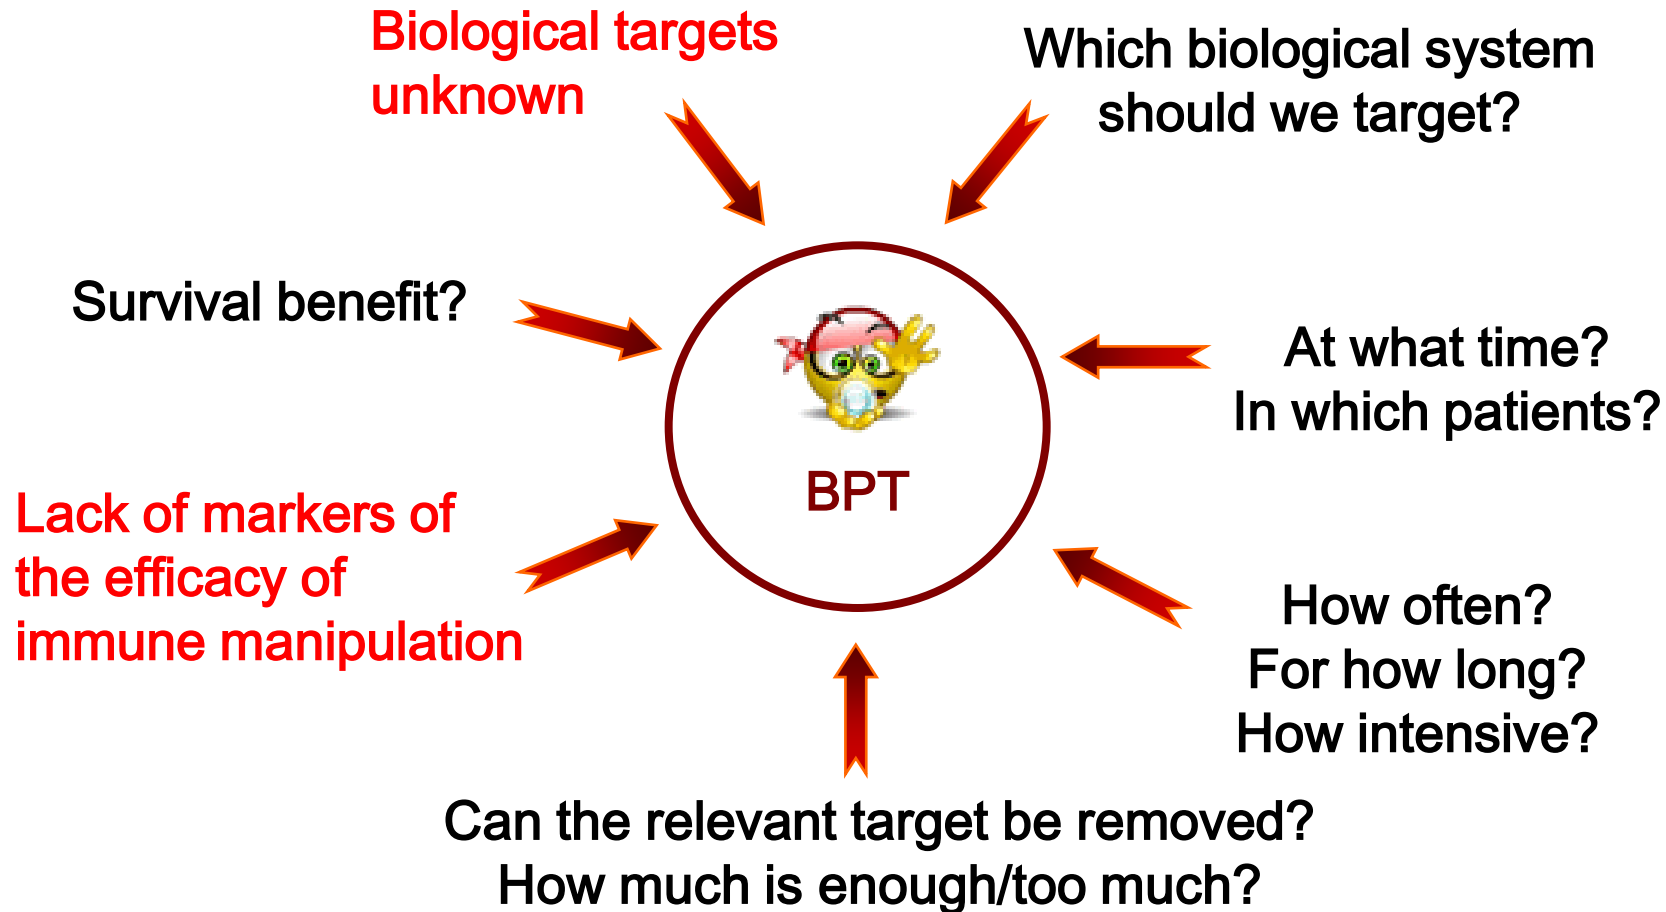 Biological targets
unknown
Which biological system
should we target?
Survival benefit?
At what time?
In which patients?
BPT
Lack of markers of
the efficacy of
immune manipulation
How often?
For how long?
How intensive?
Can the relevant target be removed?
How much is enough/too much?